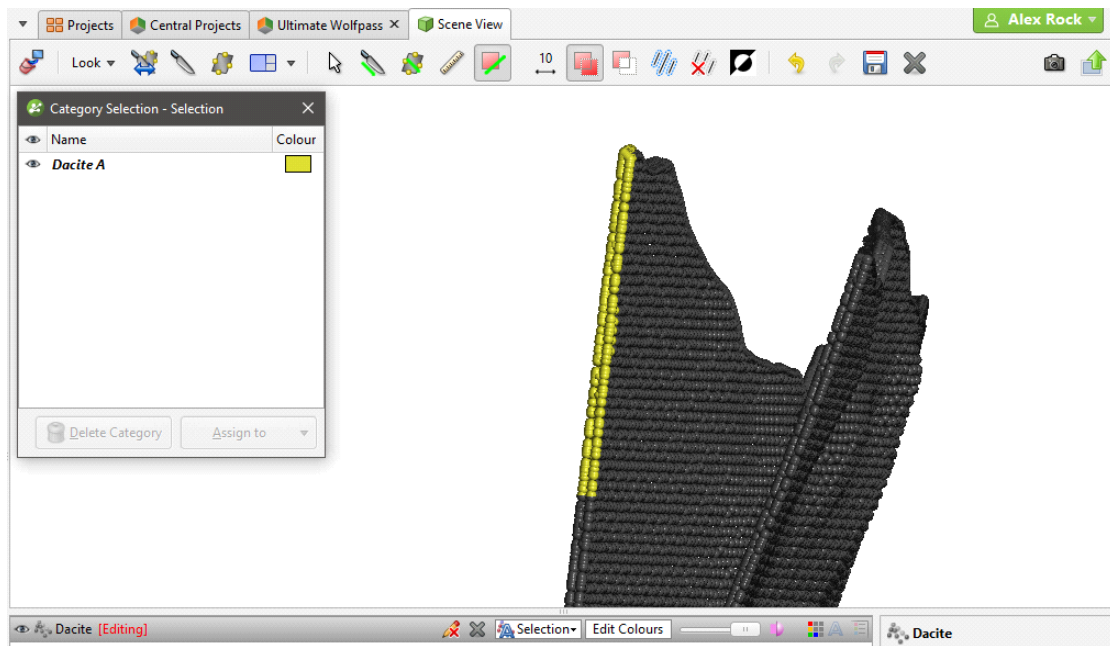 Projects Central Projects Ultimate Wolfpass Scene View Alex Rock
Look 10
Category Selection - Selection
Name Colour
Dacite A
Delete Category Assign to
Dacite [Editing] Selection Edit Colours Dacite